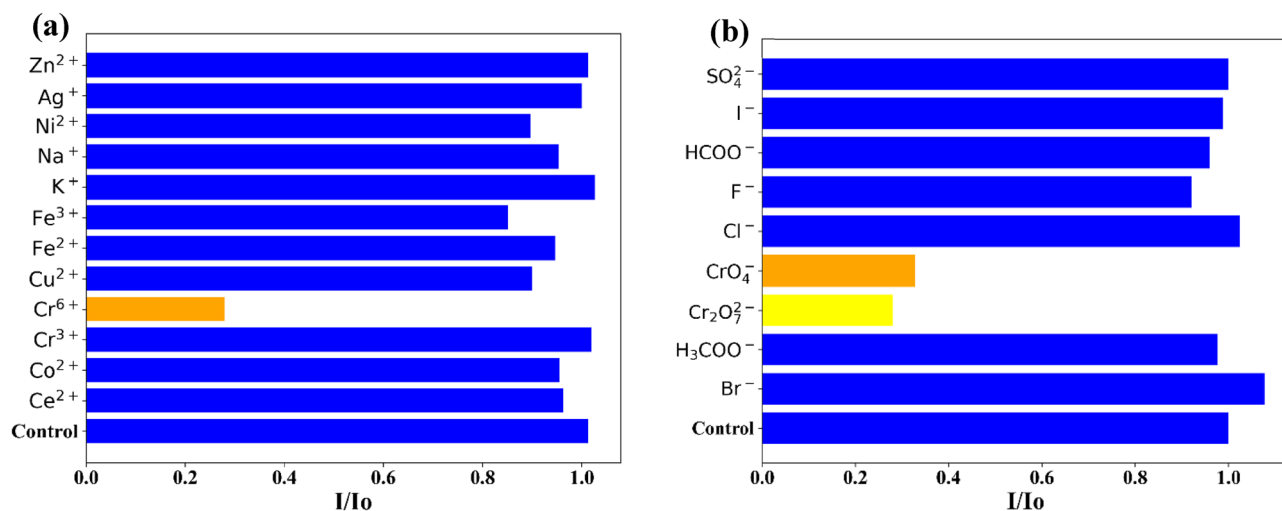 (a)
Zn²⁺
Ag⁺
Ni²⁺
Na⁺
K⁺
Fe³⁺
Fe²⁺
Cu²⁺
Cr⁶⁺
Cr³⁺
Co²⁺
Ce²⁺
Control
0.0 0.2 0.4 0.6 0.8 1.0
I/Io
(b)
SO₄²⁻
I⁻
HCOO⁻
F⁻
Cl⁻
CrO₄⁻
Cr₂O₇²⁻
H₃COO⁻
Br⁻
Control
0.0 0.2 0.4 0.6 0.8 1.0
I/Io